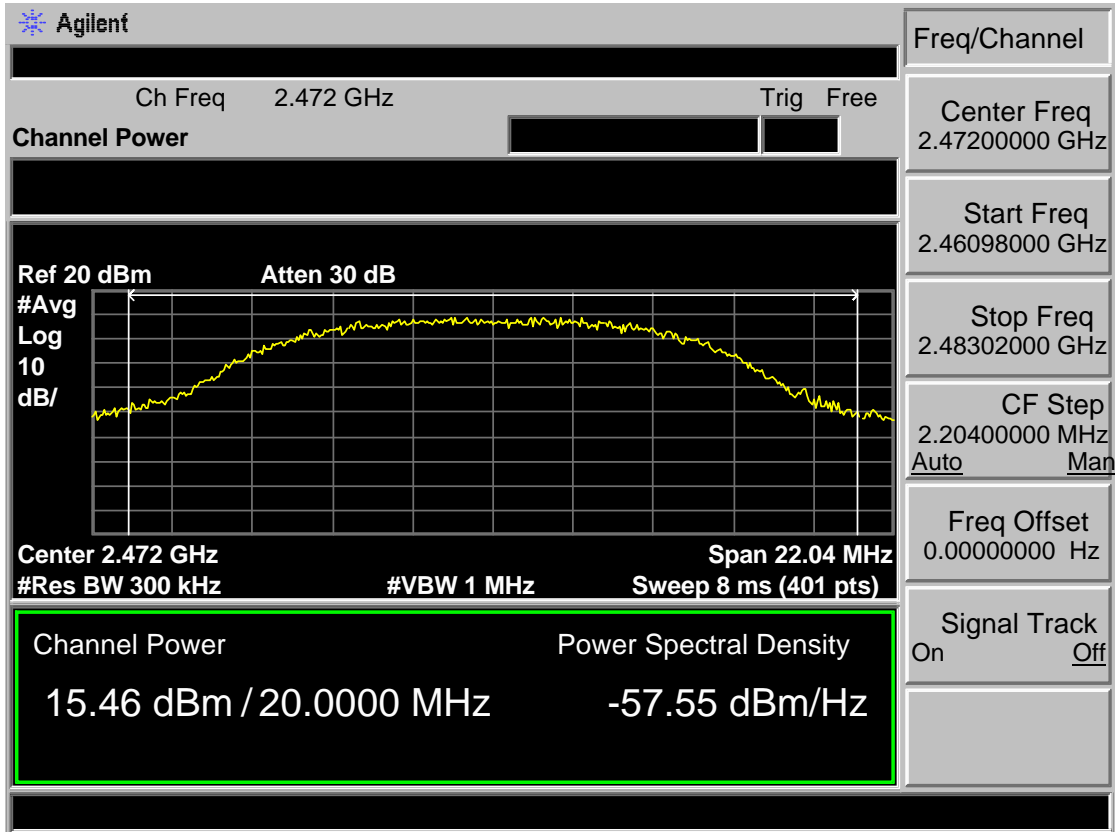 Agilent
Freq/Channel
Ch Freq 2.472 GHz Trig Free
Channel Power
Center Freq
2.47200000 GHz
Start Freq
2.46098000 GHz
Stop Freq
2.48302000 GHz
CF Step
2.20400000 MHz
Auto Man
Freq Offset
0.00000000 Hz
Signal Track
On Off
Ref 20 dBm Atten 30 dB
#Avg
Log
10
dB/
Center 2.472 GHz Span 22.04 MHz
#Res BW 300 kHz #VBW 1 MHz Sweep 8 ms (401 pts)
Channel Power Power Spectral Density
15.46 dBm / 20.0000 MHz -57.55 dBm/Hz